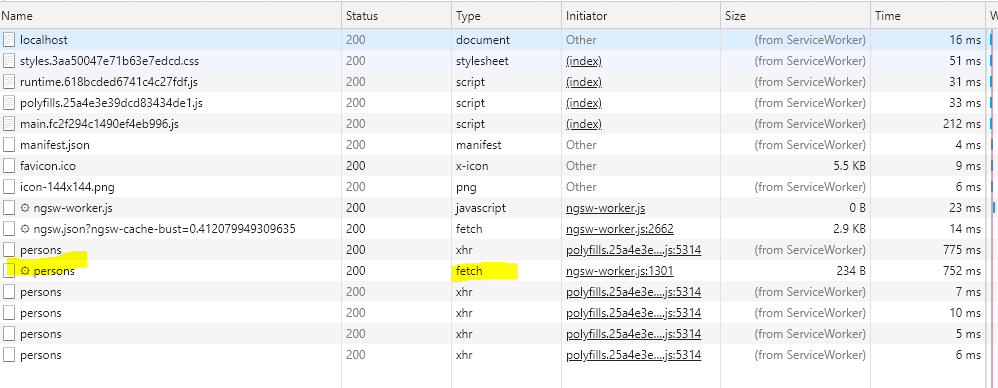 Name Status Type Initiator Size Time W
localhost 200 document Other (from ServiceWorker) 16 ms
styles.3aa50047e71b63e7edcd.css 200 stylesheet (index) (from ServiceWorker) 51 ms
runtime.618bcded6741c4c27fdf.js 200 script (index) (from ServiceWorker) 31 ms
polyfills.25a4e3e39dcd83434de1.js 200 script (index) (from ServiceWorker) 33 ms
main.fc2f294c1490ef4eb996.js 200 script (index) (from ServiceWorker) 212 ms
manifest.json 200 manifest Other (from ServiceWorker) 4 ms
favicon.ico 200 x-icon Other 5.5 KB 9 ms
icon-144x144.png 200 png Other (from ServiceWorker) 6 ms
ngsw-worker.js 200 javascript ngsw-worker.js 0 B 23 ms
ngsw.json?ngsw-cache-bust=0.412079949309635 200 fetch ngsw-worker.js:2662 2.9 KB 14 ms
persons 200 xhr polyfills.25a4e3e....js:5314 (from ServiceWorker) 775 ms
persons 200 fetch ngsw-worker.js:1301 234 B 752 ms
persons 200 xhr polyfills.25a4e3e....js:5314 (from ServiceWorker) 7 ms
persons 200 xhr polyfills.25a4e3e....js:5314 (from ServiceWorker) 10 ms
persons 200 xhr polyfills.25a4e3e....js:5314 (from ServiceWorker) 5 ms
persons 200 xhr polyfills.25a4e3e....js:5314 (from ServiceWorker) 6 ms